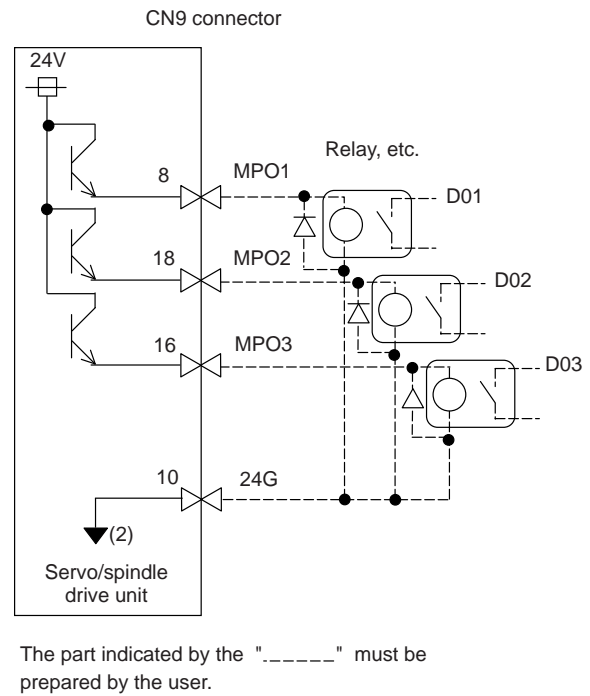 CN9 connector
24V
Relay, etc.
8 MPO1
D01
18 MPO2
D02
16 MPO3
D03
10 24G
(2)
Servo/spindle
drive unit
The part indicated by the "._ _ _ _ _ _" must be
prepared by the user.